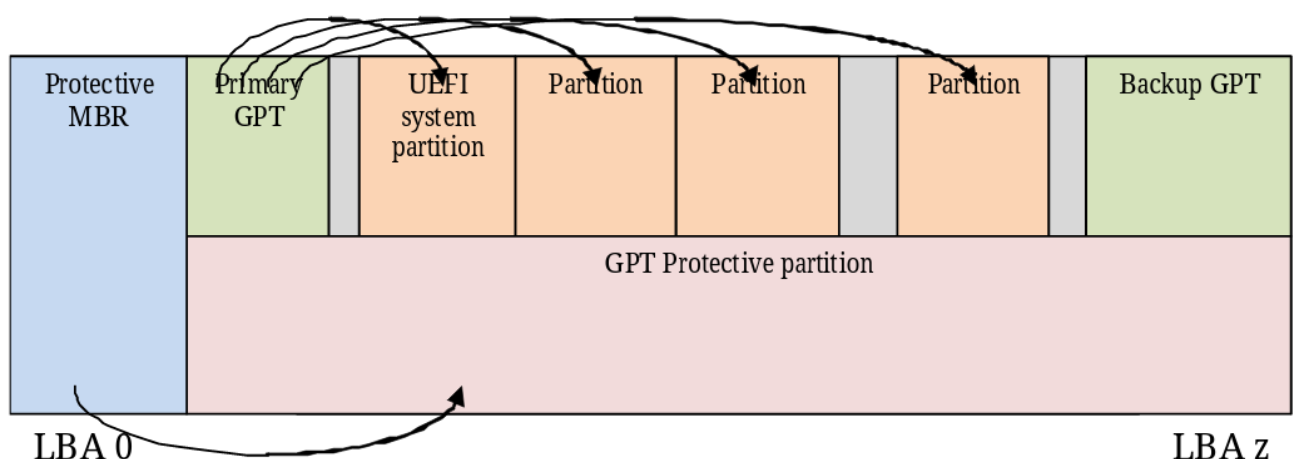 Protective
MBR
Primary
GPT
UEFI
system
partition
Partition
Partition
Partition
Backup GPT
GPT Protective partition
LBA 0
LBA z